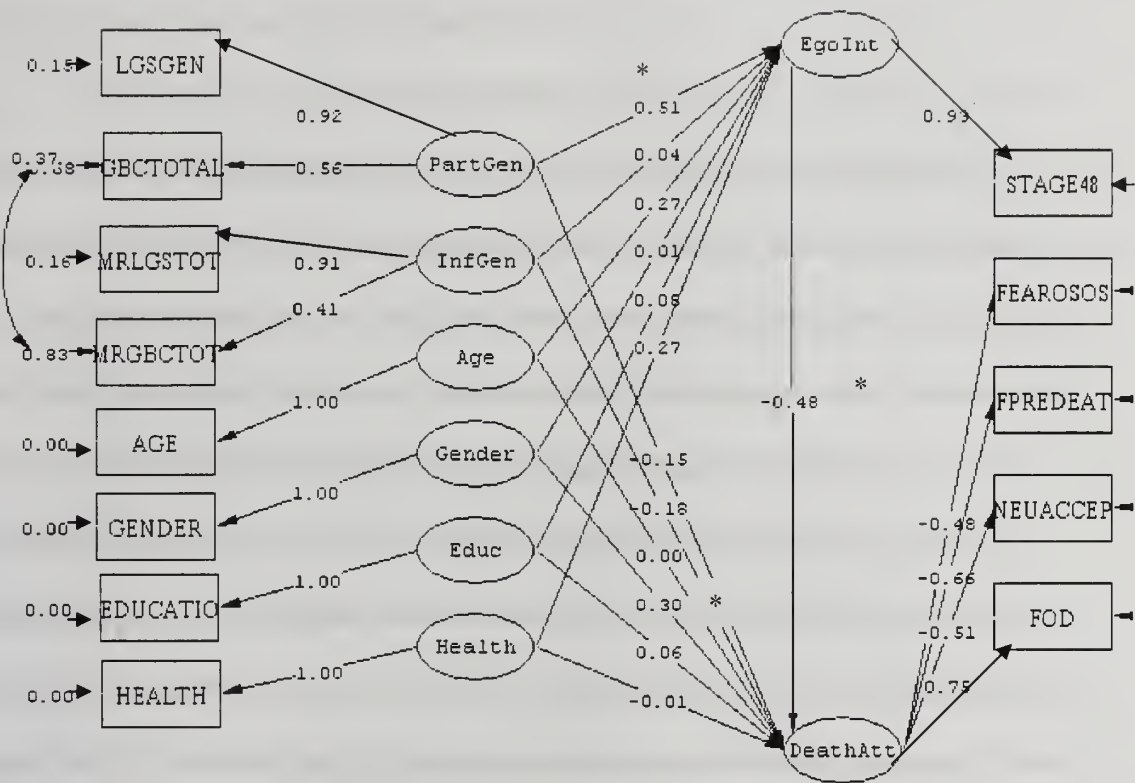 EgoInt
0.15 LGSGEN
*
0.51
0.92
0.93
0.37 GBCTOTAL
0.56
PartGen
0.04
STAGE48
0.27
0.16 MRLGSTOT
0.91
InfGen
0.01
FEAROSOS
0.41
0.08
0.83 MRGBCTOT
Age
0.27
*
-0.48
FPREDEAT
1.00
0.00 AGE
Gender
-0.15
-0.18
NEUACCEP
1.00
-0.48
0.00 GENDER
Educ
0.00
-0.66
1.00
0.30
*
0.00 EDUCATIO
-0.51
FOD
Health
0.06
1.00
0.75
0.00 HEALTH
-0.01
DeathAtt